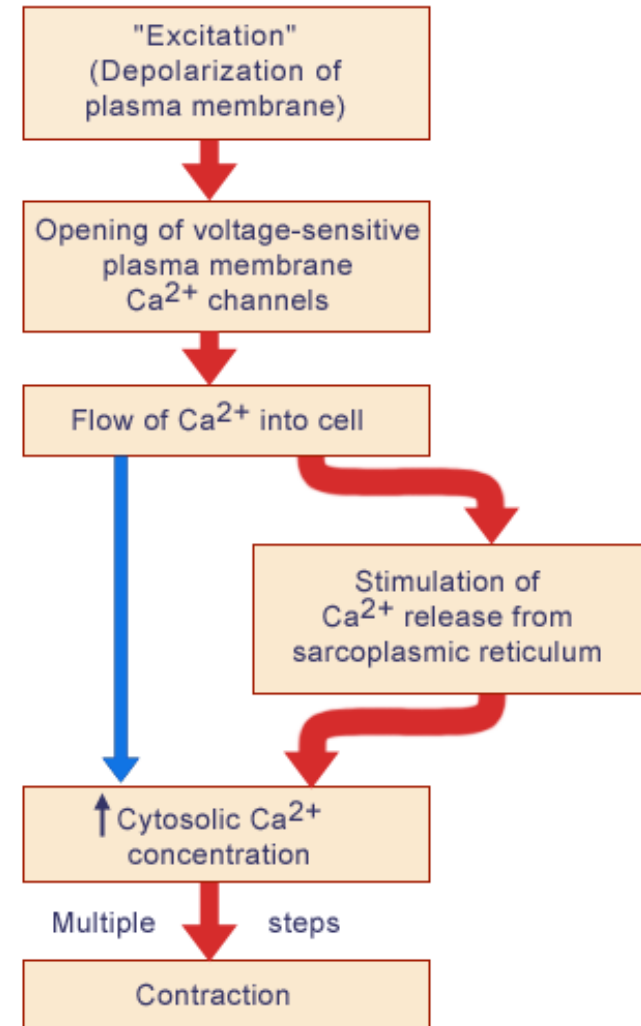 "Excitation"
(Depolarization of
plasma membrane)
Opening of voltage-sensitive
plasma membrane
Ca²⁺ channels
Flow of Ca²⁺ into cell
Stimulation of
Ca²⁺ release from
sarcoplasmic reticulum
↑ Cytosolic Ca²⁺
concentration
Multiple steps
Contraction